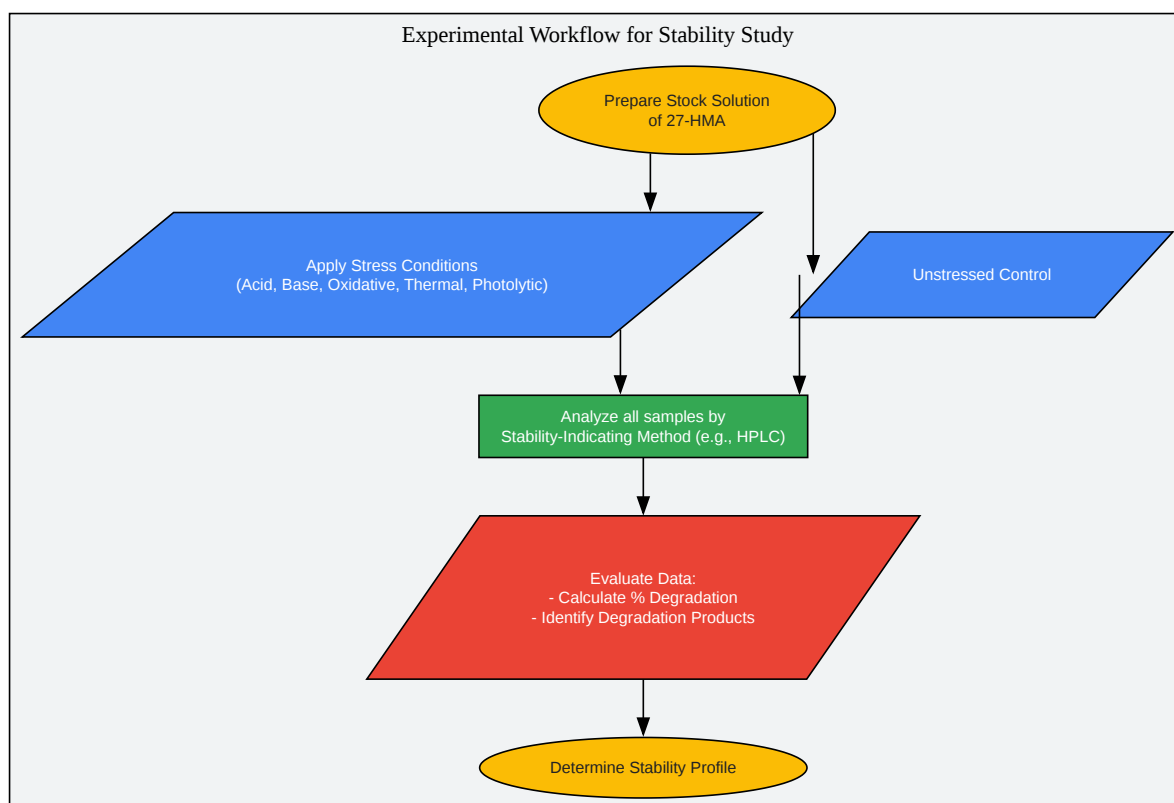 Experimental Workflow for Stability Study
Prepare Stock Solution
of 27-HMA
Apply Stress Conditions
(Acid, Base, Oxidative, Thermal, Photolytic)
Unstressed Control
Analyze all samples by
Stability-Indicating Method (e.g., HPLC)
Evaluate Data:
- Calculate % Degradation
- Identify Degradation Products
Determine Stability Profile